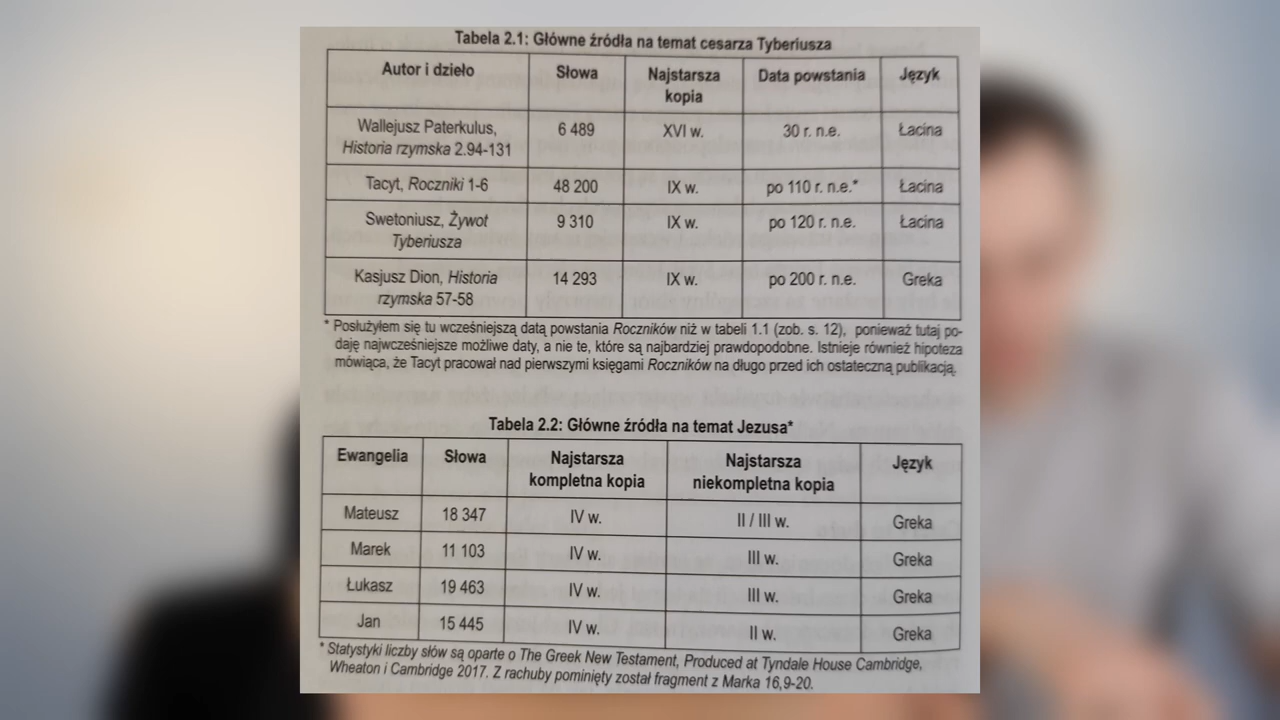 Tabela 2.1: Główne źródła na temat cesarza Tyberiusza
Autor i dzieło Słowa Najstarsza kopia Data powstania Język
Wallejusz Paterkulus, Historia rzymska 2.94-131 6 489 XVI w. 30 r. n.e. Łacina
Tacyt, Roczniki 1-6 48 200 IX w. po 110 r. n.e.* Łacina
Swetoniusz, Żywot Tyberiusza 9 310 IX w. po 120 r. n.e. Łacina
Kasjusz Dion, Historia rzymska 57-58 14 293 IX w. po 200 r. n.e. Greka
* Posłużyłem się tu wcześniejszą datą powstania Roczników niż w tabeli 1.1 (zob. s. 12), ponieważ tutaj po-
daję najwcześniejsze możliwe daty, a nie te, które są najbardziej prawdopodobne. Istnieje również hipoteza
mówiąca, że Tacyt pracował nad pierwszymi księgami Roczników na długo przed ich ostateczną publikacją.
Tabela 2.2: Główne źródła na temat Jezusa*
Ewangelia Słowa Najstarsza kompletna kopia Najstarsza niekompletna kopia Język
Mateusz 18 347 IV w. II / III w. Greka
Marek 11 103 IV w. III w. Greka
Łukasz 19 463 IV w. III w. Greka
Jan 15 445 IV w. II w. Greka
* Statystyki liczby słów są oparte o The Greek New Testament, Produced at Tyndale House Cambridge,
Wheaton i Cambridge 2017. Z rachuby pominięty został fragment z Marka 16,9-20.